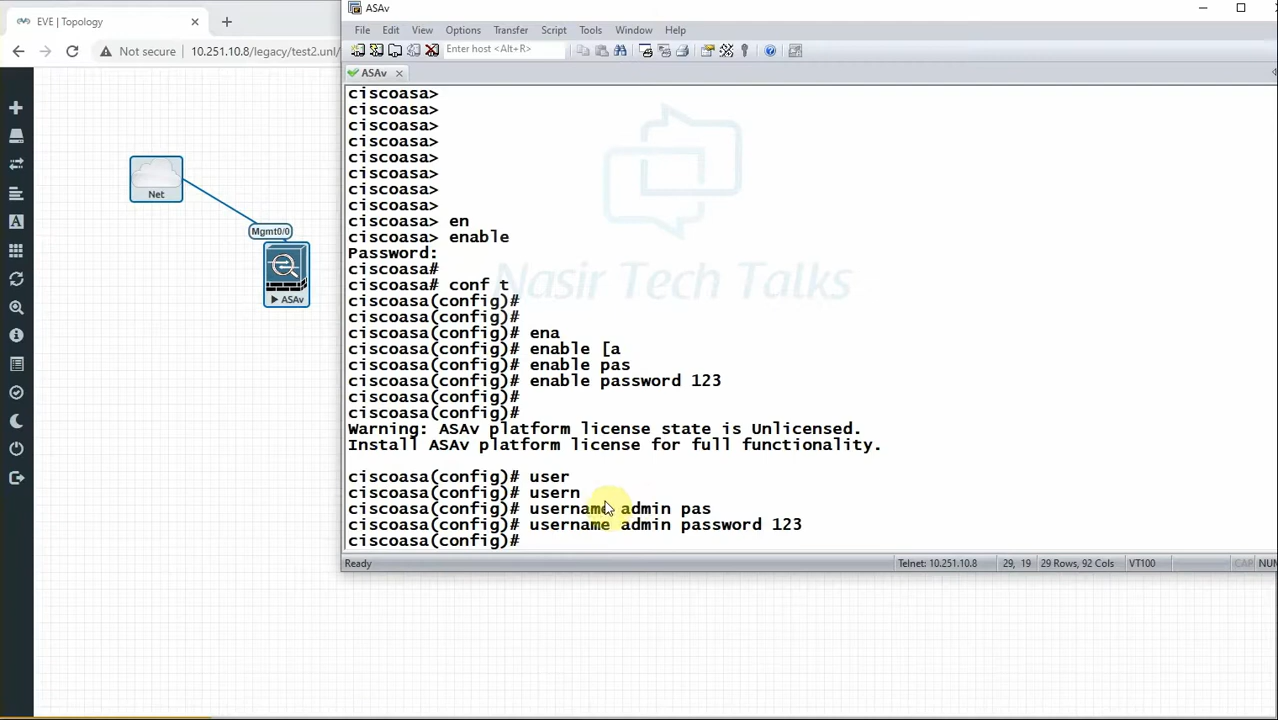 EVE | Topology
Not secure
10.251.10.8/legacy/test2.unl/
ASAv
File Edit View Options Transfer Script Tools Window Help
Enter host <Alt+R>
ASAv
Net
Mgmt0/0
ASAv
ciscoasa>
ciscoasa>
ciscoasa>
ciscoasa>
ciscoasa>
ciscoasa>
ciscoasa>
ciscoasa>
ciscoasa> en
ciscoasa> enable
Password:
ciscoasa#
ciscoasa# conf t
ciscoasa(config)#
ciscoasa(config)#
ciscoasa(config)# ena
ciscoasa(config)# enable [a
ciscoasa(config)# enable pas
ciscoasa(config)# enable password 123
ciscoasa(config)#
ciscoasa(config)#
Warning: ASAv platform license state is Unlicensed.
Install ASAv platform license for full functionality.
ciscoasa(config)# user
ciscoasa(config)# usern
ciscoasa(config)# username admin pas
ciscoasa(config)# username admin password 123
ciscoasa(config)#
Nasir Tech Talks
Ready
Telnet: 10.251.10.8
29, 19
29 Rows, 92 Cols
VT100
CAP
NUM